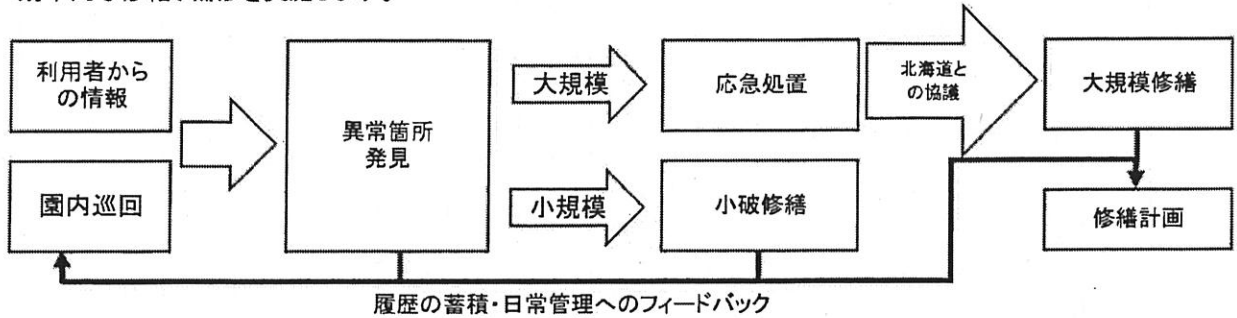 利用者から
の情報
園内巡回
異常箇所
発見
大規模
小規模
応急処置
小破修繕
北海道と
の協議
大規模修繕
修繕計画
履歴の蓄積・日常管理へのフィードバック